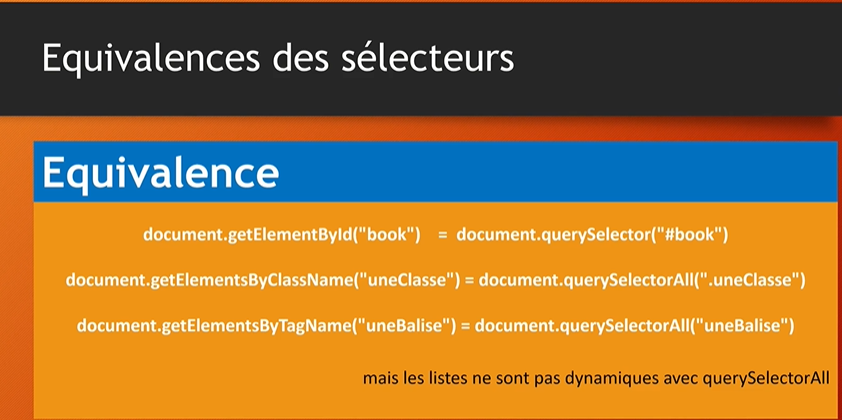 Equivalences des sélecteurs
Equivalence
document.getElementById("book") = document.querySelector("#book")
document.getElementsByClassName("uneClasse") = document.querySelectorAll(".uneClasse")
document.getElementsByTagName("uneBalise") = document.querySelectorAll("uneBalise")
mais les listes ne sont pas dynamiques avec querySelectorAll